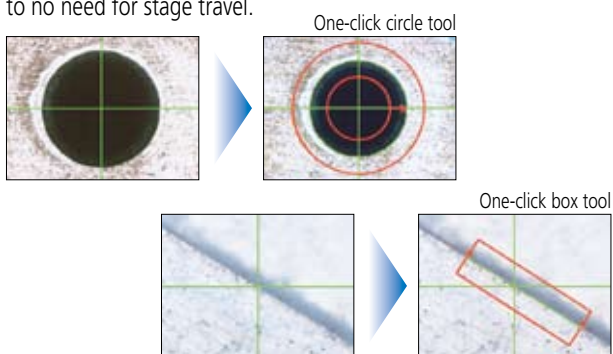 to no need for stage travel.
One-click circle tool
One-click box tool